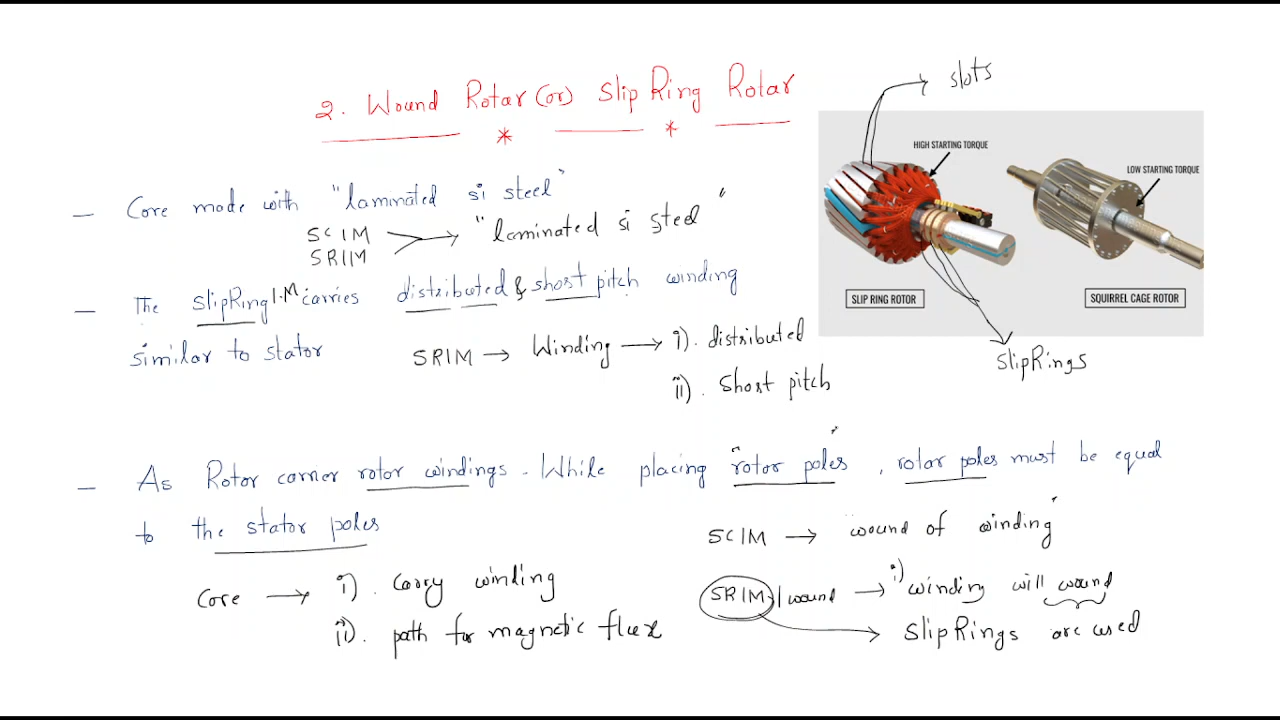 2. Wound Rotar (or) Slip Ring Rotar
slots
HIGH STARTING TORQUE
LOW STARTING TORQUE
SLIP RING ROTOR
SQUIRREL CAGE ROTOR
SlipRings
— Core made with "laminated si steel"
SCIM
SRIM
"laminated si steel"
— The slipRing I.M carries distributed & short pitch winding
similar to stator
SRIM → Winding → i). distributed
ii). Short pitch
— As Rotor carrier rotor windings. While placing "rotor poles", rotor poles must be equal
to the stator poles
SCIM → wound of winding"
Core → i). Carry winding
ii). path for magnetic flux
SRIM / wound → i) winding will wound
SlipRings are used